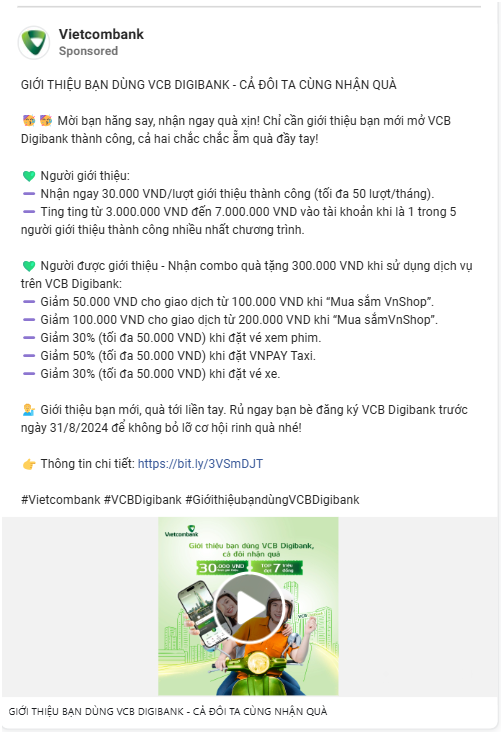 Vietcombank
Sponsored
GIỚI THIỆU BẠN DÙNG VCB DIGIBANK - CẢ ĐÔI TA CÙNG NHẬN QUÀ
🥳 🥳 Mời bạn hăng say, nhận ngay quà xịn! Chỉ cần giới thiệu bạn mới mở VCB
Digibank thành công, cả hai chắc chắc ẵm quà đầy tay!
💚 Người giới thiệu:
➖ Nhận ngay 30.000 VND/lượt giới thiệu thành công (tối đa 50 lượt/tháng).
➖ Ting ting từ 3.000.000 VND đến 7.000.000 VND vào tài khoản khi là 1 trong 5
người giới thiệu thành công nhiều nhất chương trình.
💚 Người được giới thiệu - Nhận combo quà tặng 300.000 VND khi sử dụng dịch vụ
trên VCB Digibank:
➖ Giảm 50.000 VND cho giao dịch từ 100.000 VND khi “Mua sắm VnShop”.
➖ Giảm 100.000 VND cho giao dịch từ 200.000 VND khi “Mua sắmVnShop”.
➖ Giảm 30% (tối đa 50.000 VND) khi đặt vé xem phim.
➖ Giảm 50% (tối đa 50.000 VND) khi đặt VNPAY Taxi.
➖ Giảm 30% (tối đa 50.000 VND) khi đặt vé xe.
💁 Giới thiệu bạn mới, quà tới liền tay. Rủ ngay bạn bè đăng ký VCB Digibank trước
ngày 31/8/2024 để không bỏ lỡ cơ hội rinh quà nhé!
👉 Thông tin chi tiết: https://bit.ly/3VSmDJT
#Vietcombank #VCBDigibank #GiớithiệubạndùngVCBDigibank
Vietcombank
Giới thiệu bạn dùng VCB Digibank,
cả đôi nhận quà
30.000 VND
TOP 7 triệu đồng
VCB
GIỚI THIỆU BẠN DÙNG VCB DIGIBANK - CẢ ĐÔI TA CÙNG NHẬN QUÀ